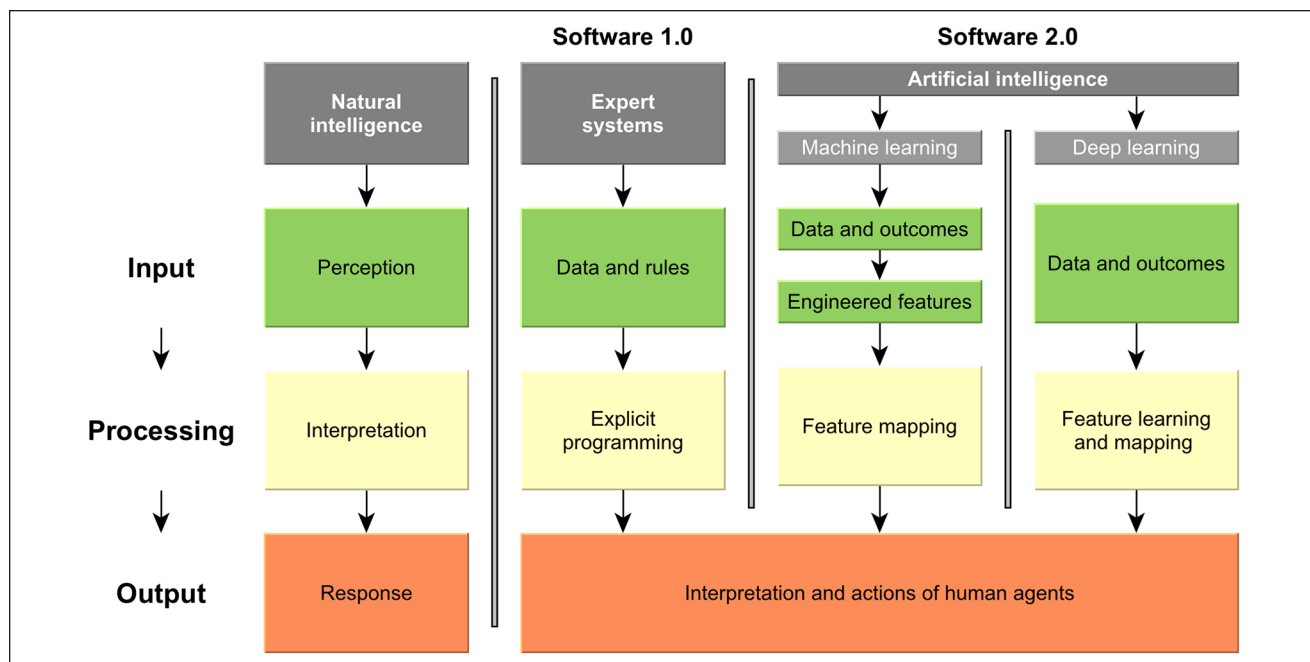 Software 1.0
Software 2.0
Natural
intelligence
Expert
systems
Artificial intelligence
Machine learning
Deep learning
Input
Perception
Data and rules
Data and outcomes
Engineered features
Data and outcomes
Processing
Interpretation
Explicit
programming
Feature mapping
Feature learning
and mapping
Output
Response
Interpretation and actions of human agents